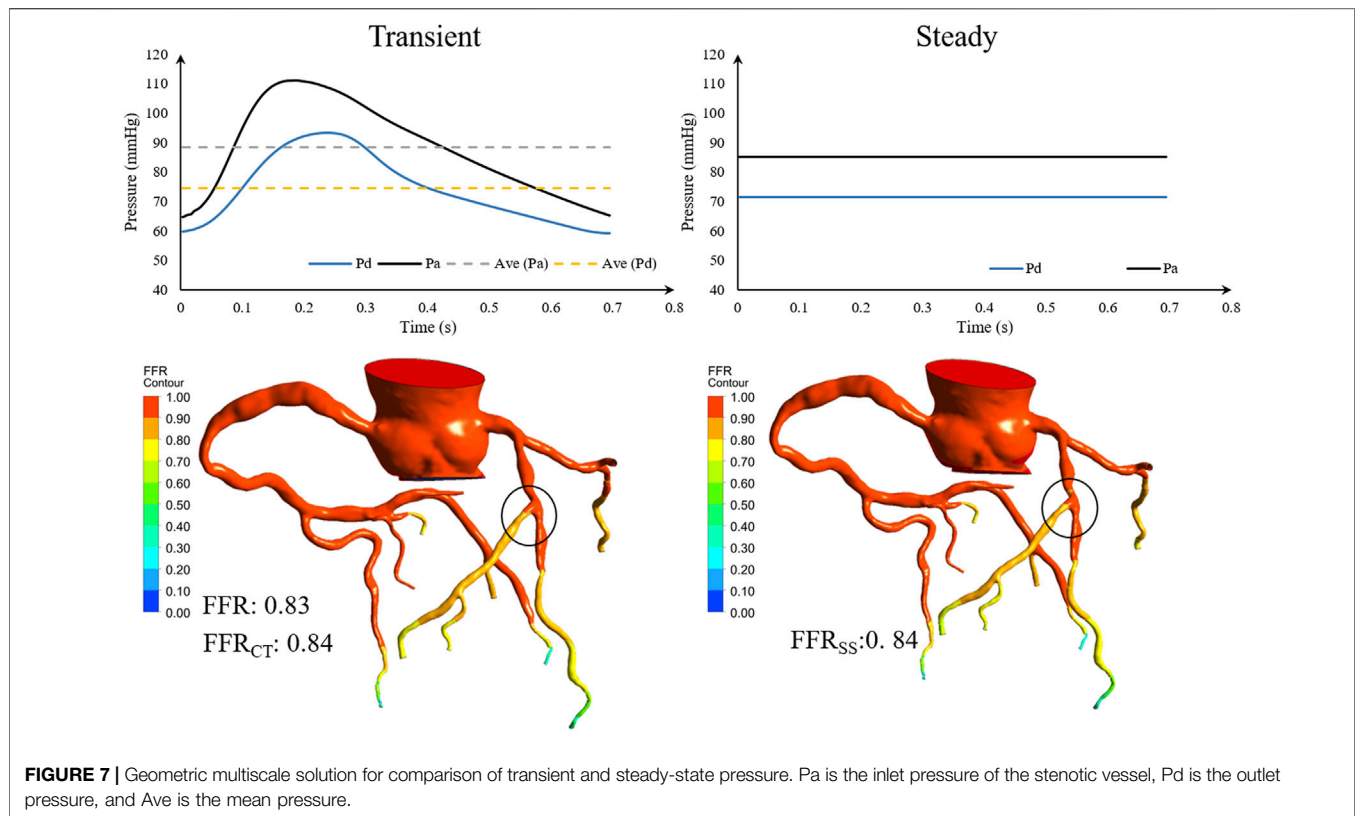 Transient
Steady
120
110
100
90
80
70
60
50
40
Pressure (mmHg)
0
0.1
0.2
0.3
0.4
0.5
0.6
0.7
0.8
Time (s)
Pd
Pa
Ave (Pa)
Ave (Pd)
120
110
100
90
80
70
60
50
40
Pressure (mmHg)
0
0.1
0.2
0.3
0.4
0.5
0.6
0.7
0.8
Time (s)
Pd
Pa
FFR
Contour
1.00
0.90
0.80
0.70
0.60
0.50
0.40
0.30
0.20
0.10
0.00
FFR: 0.83
FFRCT: 0.84
FFR
Contour
1.00
0.90
0.80
0.70
0.60
0.50
0.40
0.30
0.20
0.10
0.00
FFRSS:0. 84
FIGURE 7 | Geometric multiscale solution for comparison of transient and steady-state pressure. Pa is the inlet pressure of the stenotic vessel, Pd is the outlet
pressure, and Ave is the mean pressure.